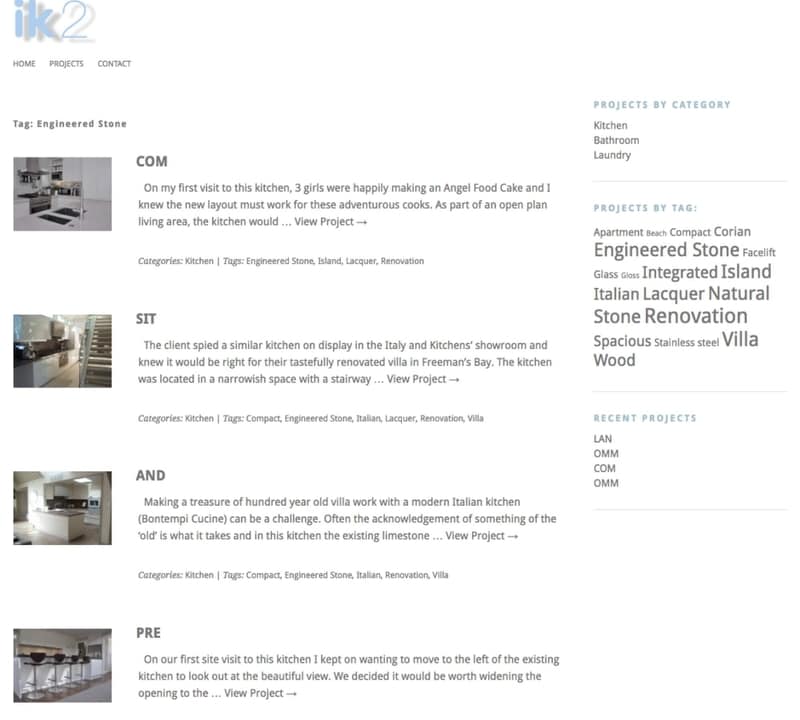 ik2
HOME PROJECTS CONTACT
Tag: Engineered Stone
COM
On my first visit to this kitchen, 3 girls were happily making an Angel Food Cake and I
knew the new layout must work for these adventurous cooks. As part of an open plan
living area, the kitchen would … View Project →
Categories: Kitchen | Tags: Engineered Stone, Island, Lacquer, Renovation
SIT
The client spied a similar kitchen on display in the Italy and Kitchens’ showroom and
knew it would be right for their tastefully renovated villa in Freeman’s Bay. The kitchen
was located in a narrowish space with a stairway … View Project →
Categories: Kitchen | Tags: Compact, Engineered Stone, Italian, Lacquer, Renovation, Villa
AND
Making a treasure of hundred year old villa work with a modern Italian kitchen
(Bontempi Cucine) can be a challenge. Often the acknowledgement of something of the
‘old’ is what it takes and in this kitchen the existing limestone … View Project →
Categories: Kitchen | Tags: Compact, Engineered Stone, Italian, Renovation, Villa
PRE
On our first site visit to this kitchen I kept on wanting to move to the left of the existing
kitchen to look out at the beautiful view. We decided it would be worth widening the
opening to the … View Project →
PROJECTS BY CATEGORY
Kitchen
Bathroom
Laundry
PROJECTS BY TAG:
Apartment Beach Compact Corian
Engineered Stone Facelift
Glass Gloss Integrated Island
Italian Lacquer Natural
Stone Renovation
Spacious Stainless steel Villa
Wood
RECENT PROJECTS
LAN
OMM
COM
OMM